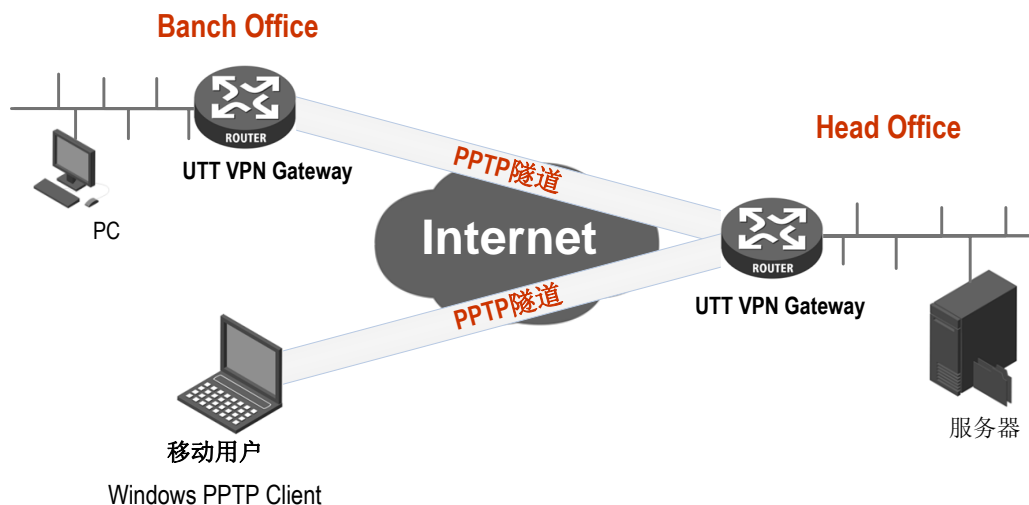 Banch Office
ROUTER
UTT VPN Gateway
PC
Head Office
PPTP隧道
Internet
ROUTER
UTT VPN Gateway
PPTP隧道
服务器
移动用户
Windows PPTP Client